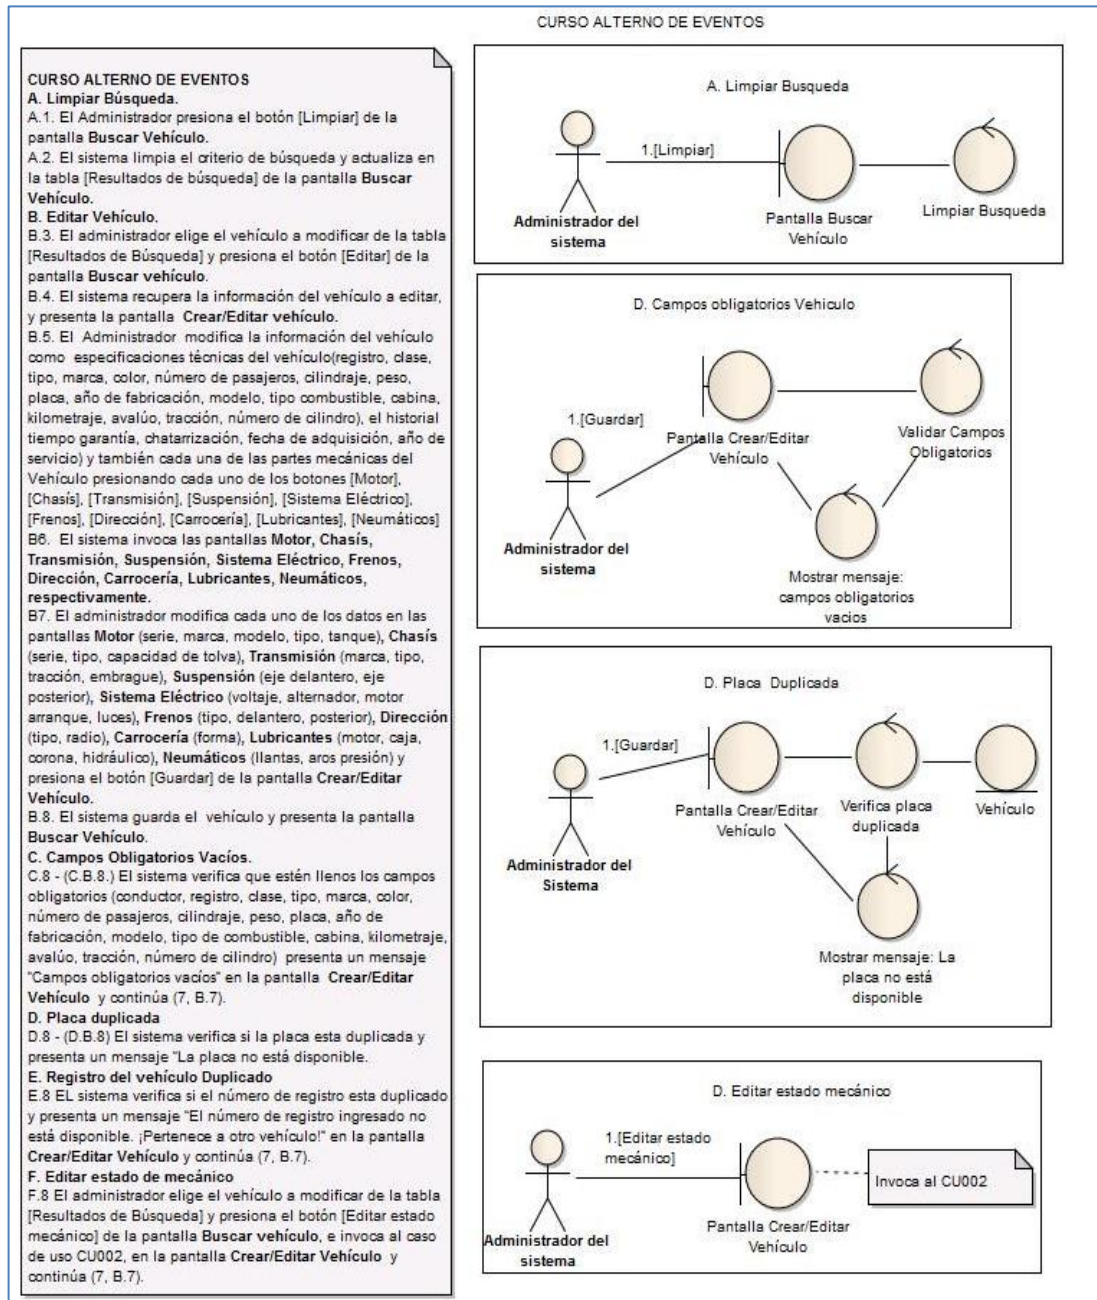 CURSO ALTERNO DE EVENTOS
CURSO ALTERNO DE EVENTOS
A. Limpiar Búsqueda.
A.1. El Administrador presiona el botón [Limpiar] de la
pantalla Buscar Vehículo.
A.2. El sistema limpia el criterio de búsqueda y actualiza en
la tabla [Resultados de búsqueda] de la pantalla Buscar
Vehículo.
B. Editar Vehículo.
B.3. El administrador elige el vehículo a modificar de la tabla
[Resultados de Búsqueda] y presiona el botón [Editar] de la
pantalla Buscar vehículo.
B.4. El sistema recupera la información del vehículo a editar,
y presenta la pantalla Crear/Editar vehículo.
B.5. El Administrador modifica la información del vehículo
como especificaciones técnicas del vehículo(registro, clase,
tipo, marca, color, número de pasajeros, cilindraje, peso,
placa, año de fabricación, modelo, tipo combustible, cabina,
kilometraje, avalúo, tracción, número de cilindro), el historial
tiempo garantía, chatarrización, fecha de adquisición, año de
servicio) y también cada una de las partes mecánicas del
Vehículo presionando cada uno de los botones [Motor],
[Chasís], [Transmisión], [Suspensión], [Sistema Eléctrico],
[Frenos], [Dirección], [Carrocería], [Lubricantes], [Neumáticos]
B6. El sistema invoca las pantallas Motor, Chasís,
Transmisión, Suspensión, Sistema Eléctrico, Frenos,
Dirección, Carrocería, Lubricantes, Neumáticos,
respectivamente.
B7. El administrador modifica cada uno de los datos en las
pantallas Motor (serie, marca, modelo, tipo, tanque), Chasís
(serie, tipo, capacidad de tolva), Transmisión (marca, tipo,
tracción, embrague), Suspensión (eje delantero, eje
posterior), Sistema Eléctrico (voltaje, alternador, motor
arranque, luces), Frenos (tipo, delantero, posterior), Dirección
(tipo, radio), Carrocería (forma), Lubricantes (motor, caja,
corona, hidráulico), Neumáticos (llantas, aros presión) y
presiona el botón [Guardar] de la pantalla Crear/Editar
Vehículo.
B.8. El sistema guarda el vehículo y presenta la pantalla
Buscar Vehículo.
C. Campos Obligatorios Vacíos.
C.8 - (C.B.8.) El sistema verifica que estén llenos los campos
obligatorios (conductor, registro, clase, tipo, marca, color,
número de pasajeros, cilindraje, peso, placa, año de
fabricación, modelo, tipo de combustible, cabina, kilometraje,
avalúo, tracción, número de cilindro) presenta un mensaje
"Campos obligatorios vacíos" en la pantalla Crear/Editar
Vehículo y continúa (7, B.7).
D. Placa duplicada
D.8 - (D.B.8) El sistema verifica si la placa esta duplicada y
presenta un mensaje "La placa no está disponible.
E. Registro del vehículo Duplicado
E.8 EL sistema verifica si el número de registro esta duplicado
y presenta un mensaje "El número de registro ingresado no
está disponible. ¡Pertenece a otro vehículo!" en la pantalla
Crear/Editar Vehículo y continúa (7, B.7).
F. Editar estado de mecánico
F.8 El administrador elige el vehículo a modificar de la tabla
[Resultados de Búsqueda] y presiona el botón [Editar estado
mecánico] de la pantalla Buscar vehículo, e invoca al caso
de uso CU002, en la pantalla Crear/Editar Vehículo y
continúa (7, B.7).
A. Limpiar Busqueda
1.[Limpiar]
Administrador del
sistema
Pantalla Buscar
Vehículo
Limpiar Busqueda
D. Campos obligatorios Vehiculo
1.[Guardar]
Pantalla Crear/Editar
Vehículo
Validar Campos
Obligatorios
Administrador del
sistema
Mostrar mensaje:
campos obligatorios
vacios
D. Placa Duplicada
1.[Guardar]
Pantalla Crear/Editar
Vehículo
Verifica placa
duplicada
Vehículo
Administrador del
Sistema
Mostrar mensaje: La
placa no está
disponible
D. Editar estado mecánico
1.[Editar estado
mecánico]
Invoca al CU002
Pantalla Crear/Editar
Vehículo
Administrador del
sistema